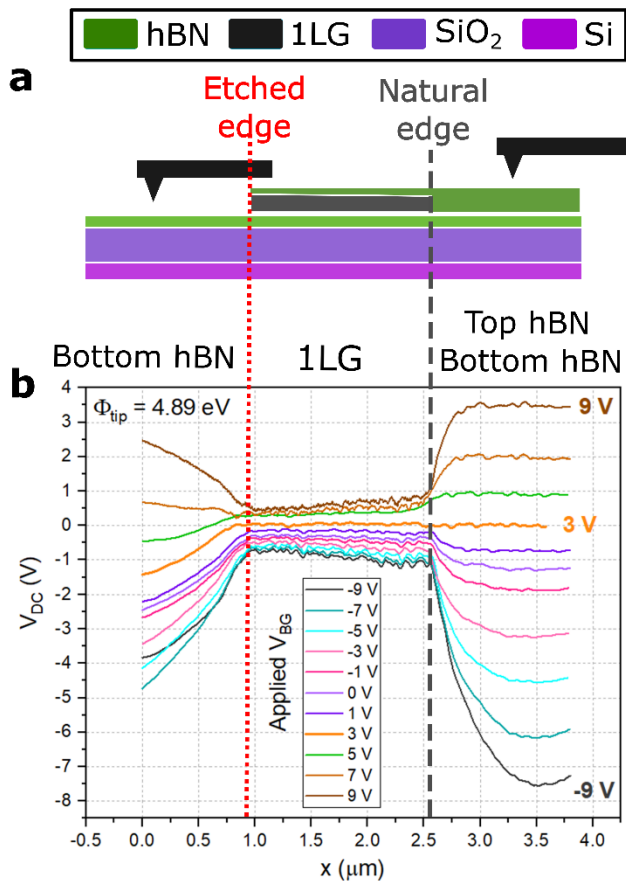 hBN 1LG SiO₂ Si
a
Etched edge
Natural edge
Bottom hBN
1LG
Top hBN
Bottom hBN
b
Φtip = 4.89 eV
9 V
3 V
-9 V
V_DC (V)
4
3
2
1
0
-1
-2
-3
-4
-5
-6
-7
-8
Applied V_BG
-9 V
-7 V
-5 V
-3 V
-1 V
0 V
1 V
3 V
5 V
7 V
9 V
-0.5 0.0 0.5 1.0 1.5 2.0 2.5 3.0 3.5 4.0
x (μm)